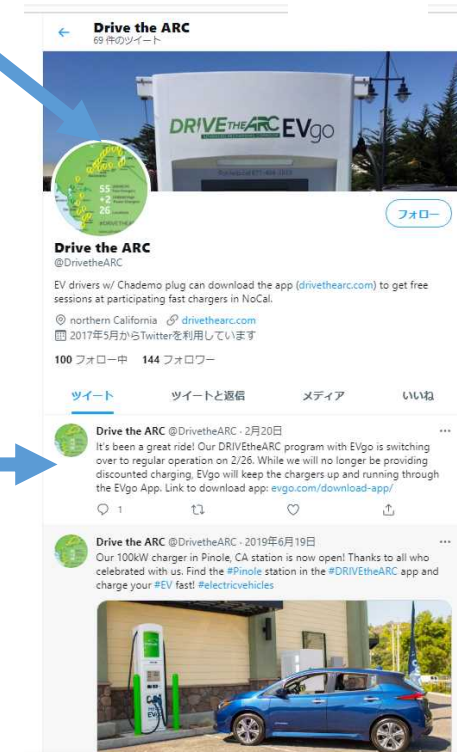 Drive the ARC
69 件のツイート
DRIVE THE ARC EVgo
55
+2
26
フォロー
Drive the ARC
@DrivetheARC
EV drivers w/ Chademo plug can download the app (drivethearc.com) to get free
sessions at participating fast chargers in NoCal.
northern California drivethearc.com
2017年5月からTwitterを利用しています
100 フォロー中 144 フォロワー
ツイート ツイートと返信 メディア いいね
Drive the ARC @DrivetheARC · 2月20日
It's been a great ride! Our DRIVEtheARC program with EVgo is switching
over to regular operation on 2/26. While we will no longer be providing
discounted charging, EVgo will keep the chargers up and running through
the EVgo App. Link to download app: evgo.com/download-app/
1
Drive the ARC @DrivetheARC · 2019年6月19日
Our 100kW charger in Pinole, CA station is now open! Thanks to all who
celebrated with us. Find the #Pinole station in the #DRIVEtheARC app and
charge your #EV fast! #electricvehicles